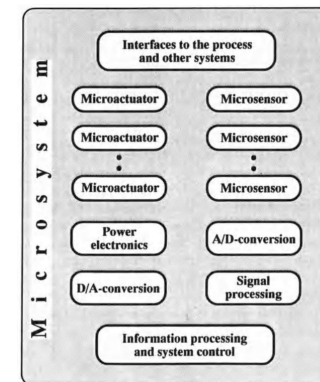 Microsystem
Interfaces to the process
and other systems
Microactuator
Microsensor
Microactuator
Microsensor
Microactuator
Microsensor
Power
electronics
A/D-conversion
D/A-conversion
Signal
processing
Information processing
and system control